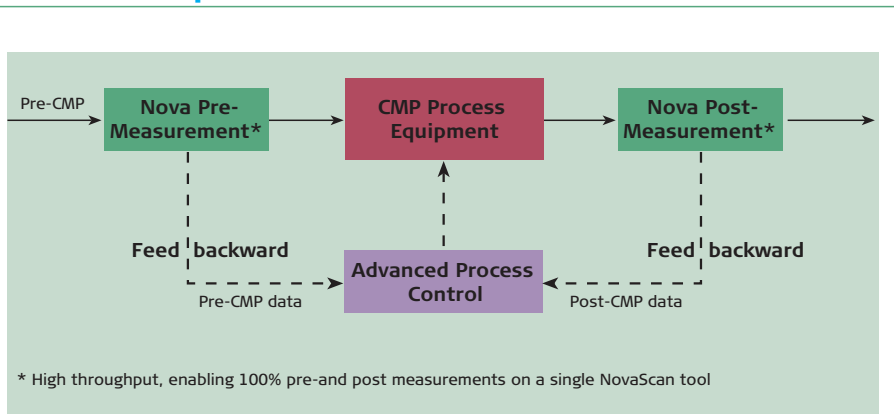 Pre-CMP
Nova Pre-
Measurement*
CMP Process
Equipment
Nova Post-
Measurement*
Feed backward
Feed backward
Advanced Process
Control
Pre-CMP data
Post-CMP data
* High throughput, enabling 100% pre-and post measurements on a single NovaScan tool